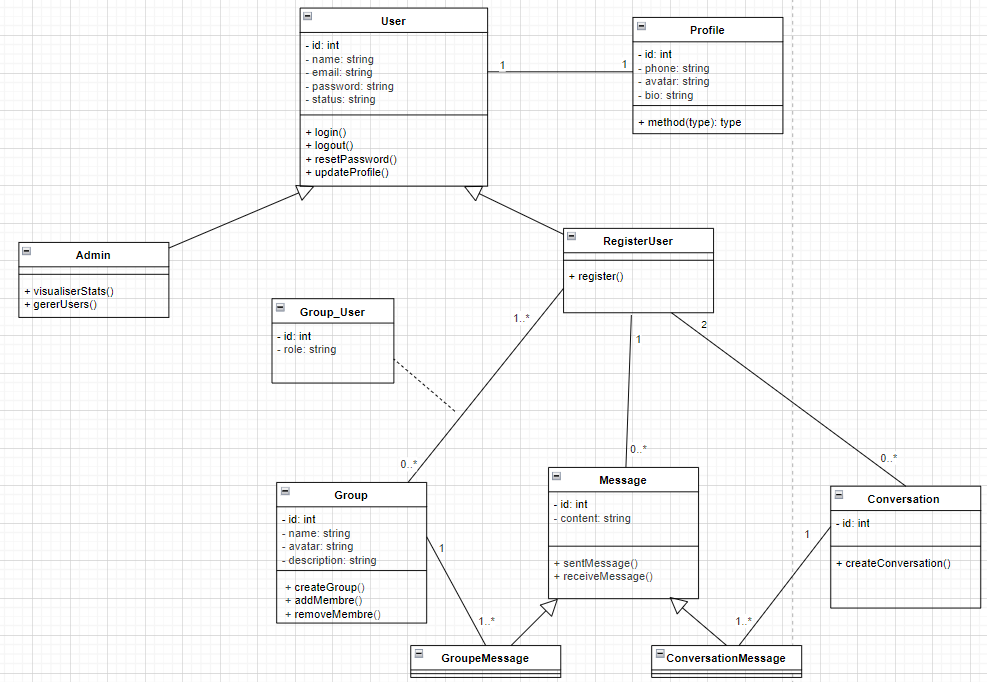 User
- id: int
- name: string
- email: string
- password: string
- status: string
+ login()
+ logout()
+ resetPassword()
+ updateProfile()
1
1
Profile
- id: int
- phone: string
- avatar: string
- bio: string
+ method(type): type
Admin
+ visualiserStats()
+ gererUsers()
RegisterUser
+ register()
Group_User
- id: int
- role: string
1..*
1
2
0..*
0..*
0..*
Group
- id: int
- name: string
- avatar: string
- description: string
+ createGroup()
+ addMembre()
+ removeMembre()
Message
- id: int
- content: string
+ sentMessage()
+ receiveMessage()
Conversation
- id: int
+ createConversation()
1
1
1..*
1..*
GroupeMessage
ConversationMessage